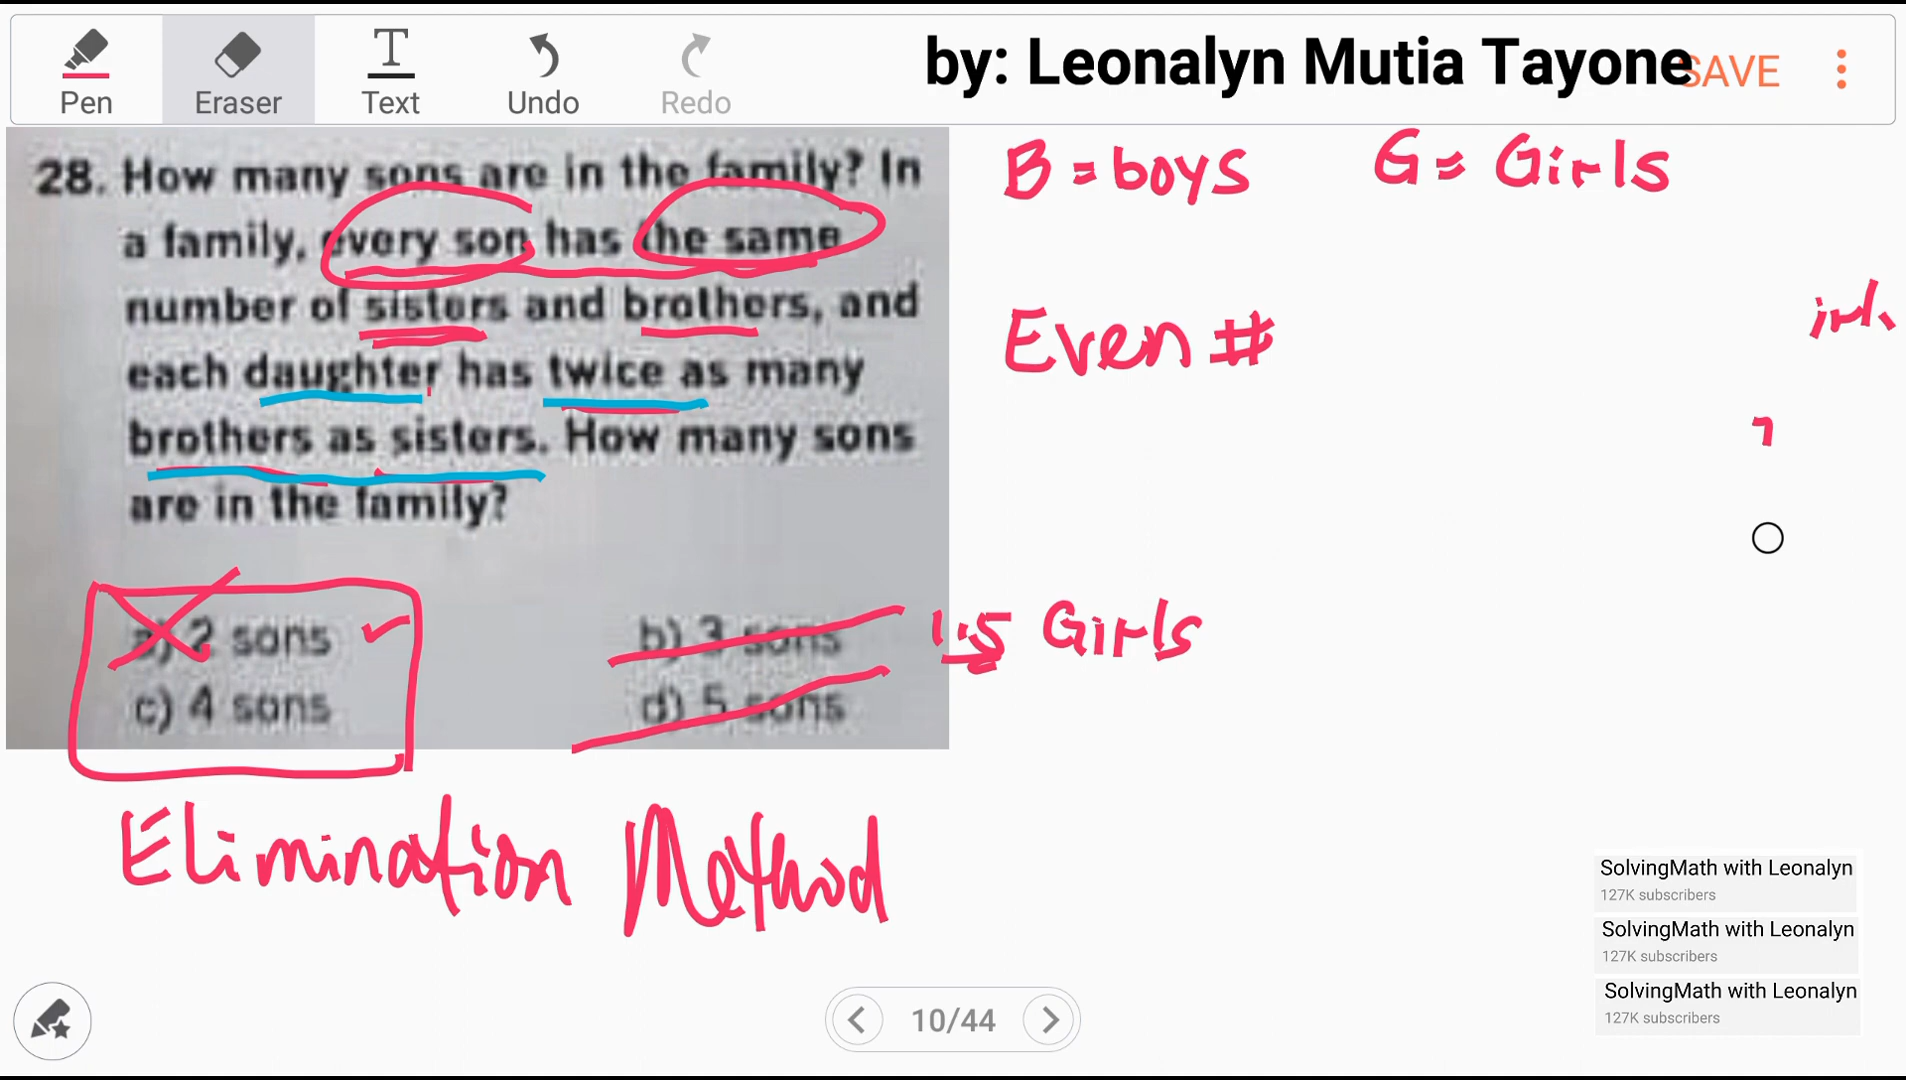 Pen
Eraser
Text
Undo
Redo
by: Leonalyn Mutia Tayone
SAVE
28. How many sons are in the family? In
a family, every son has the same
number of sisters and brothers, and
each daughter has twice as many
brothers as sisters. How many sons
are in the family?
a) 2 sons
b) 3 sons
c) 4 sons
d) 5 sons
B = boys
G = Girls
Even #
1.5 Girls
Elimination Method
SolvingMath with Leonalyn
127K subscribers
SolvingMath with Leonalyn
127K subscribers
SolvingMath with Leonalyn
127K subscribers
10/44